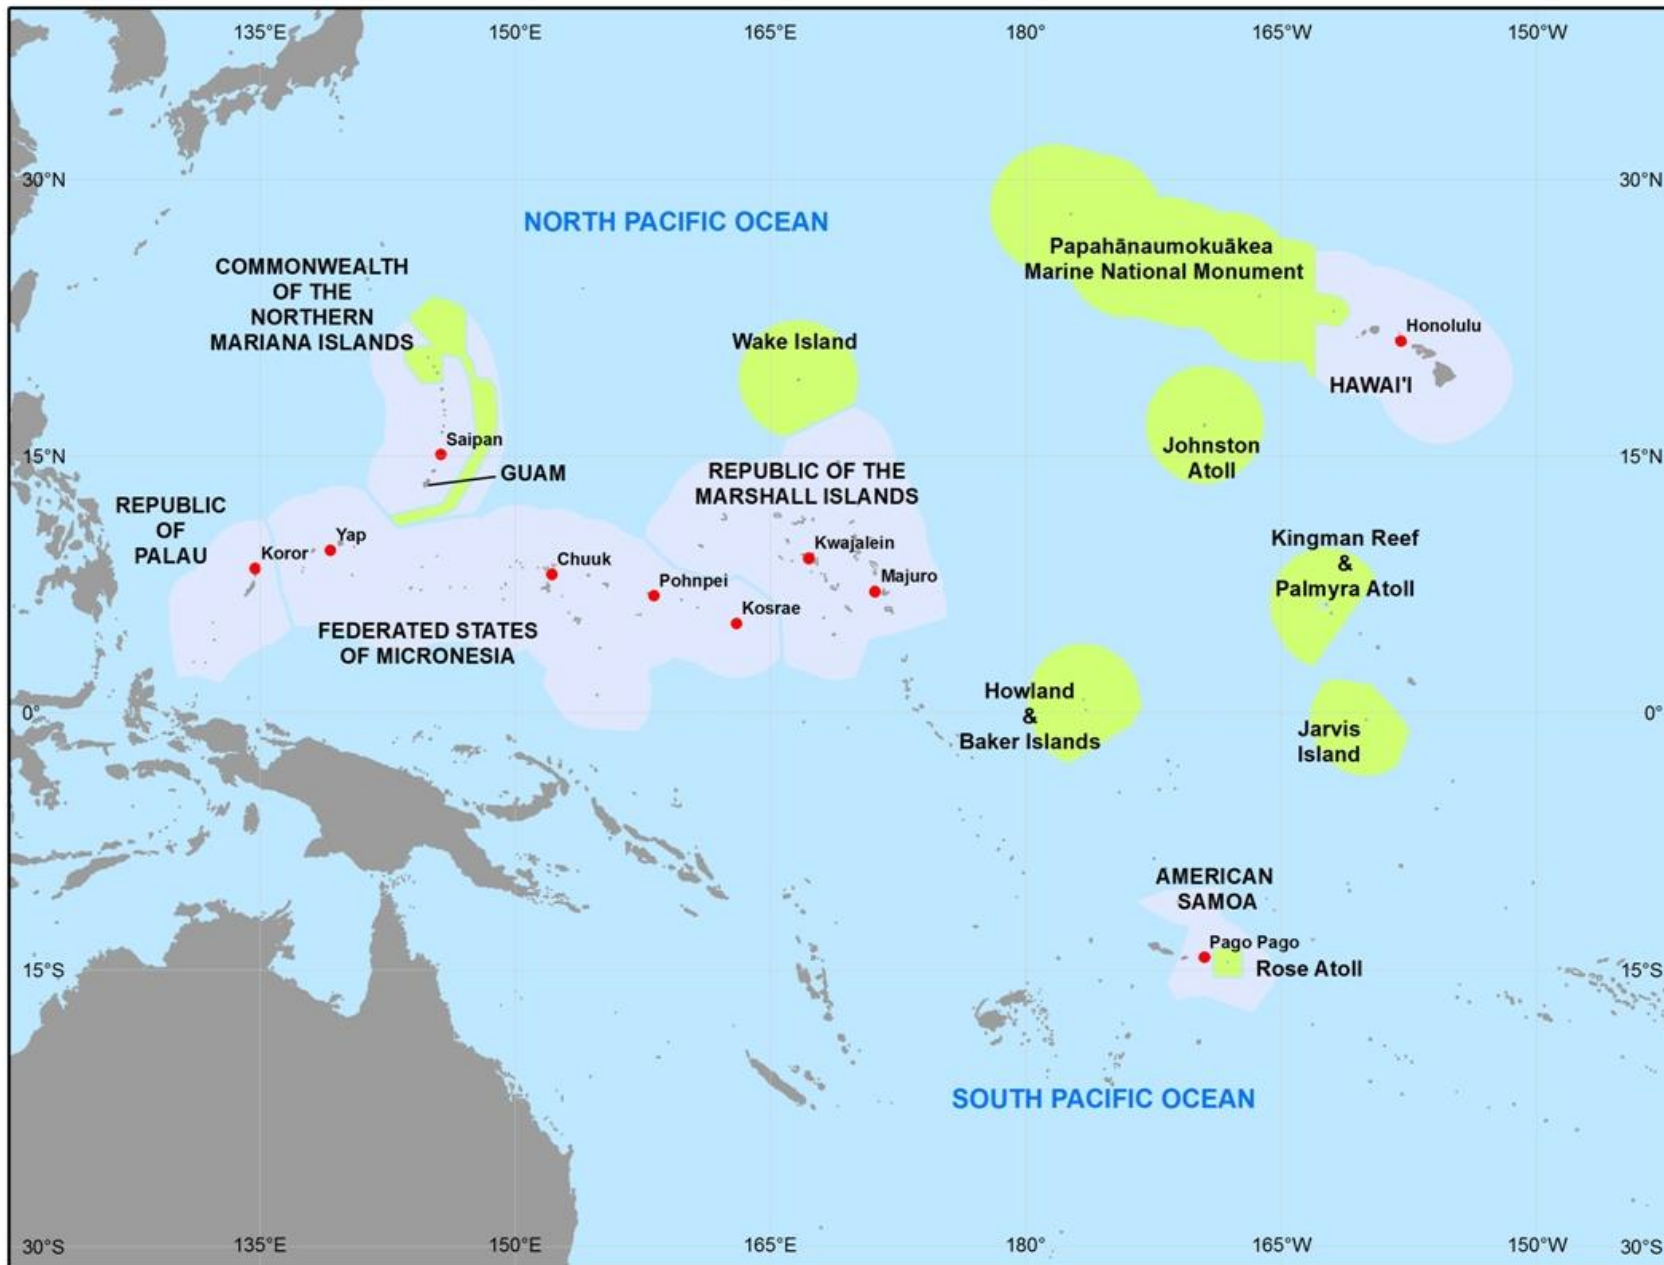 135°E
150°E
165°E
180°
165°W
150°W
30°N
30°N
NORTH PACIFIC OCEAN
Papahānaumokuākea
Marine National Monument
COMMONWEALTH
OF THE
NORTHERN
MARIANA ISLANDS
Wake Island
Honolulu
HAWAI'I
Saipan
15°N
15°N
GUAM
REPUBLIC OF THE
MARSHALL ISLANDS
Johnston
Atoll
REPUBLIC
OF
PALAU
Koror
Yap
Chuuk
Pohnpei
Kosrae
Kwajalein
Majuro
Kingman Reef
&
Palmyra Atoll
FEDERATED STATES
OF MICRONESIA
Howland
&
Baker Islands
Jarvis
Island
0°
0°
AMERICAN
SAMOA
Pago Pago
Rose Atoll
15°S
15°S
SOUTH PACIFIC OCEAN
30°S
30°S
135°E
150°E
165°E
180°
165°W
150°W